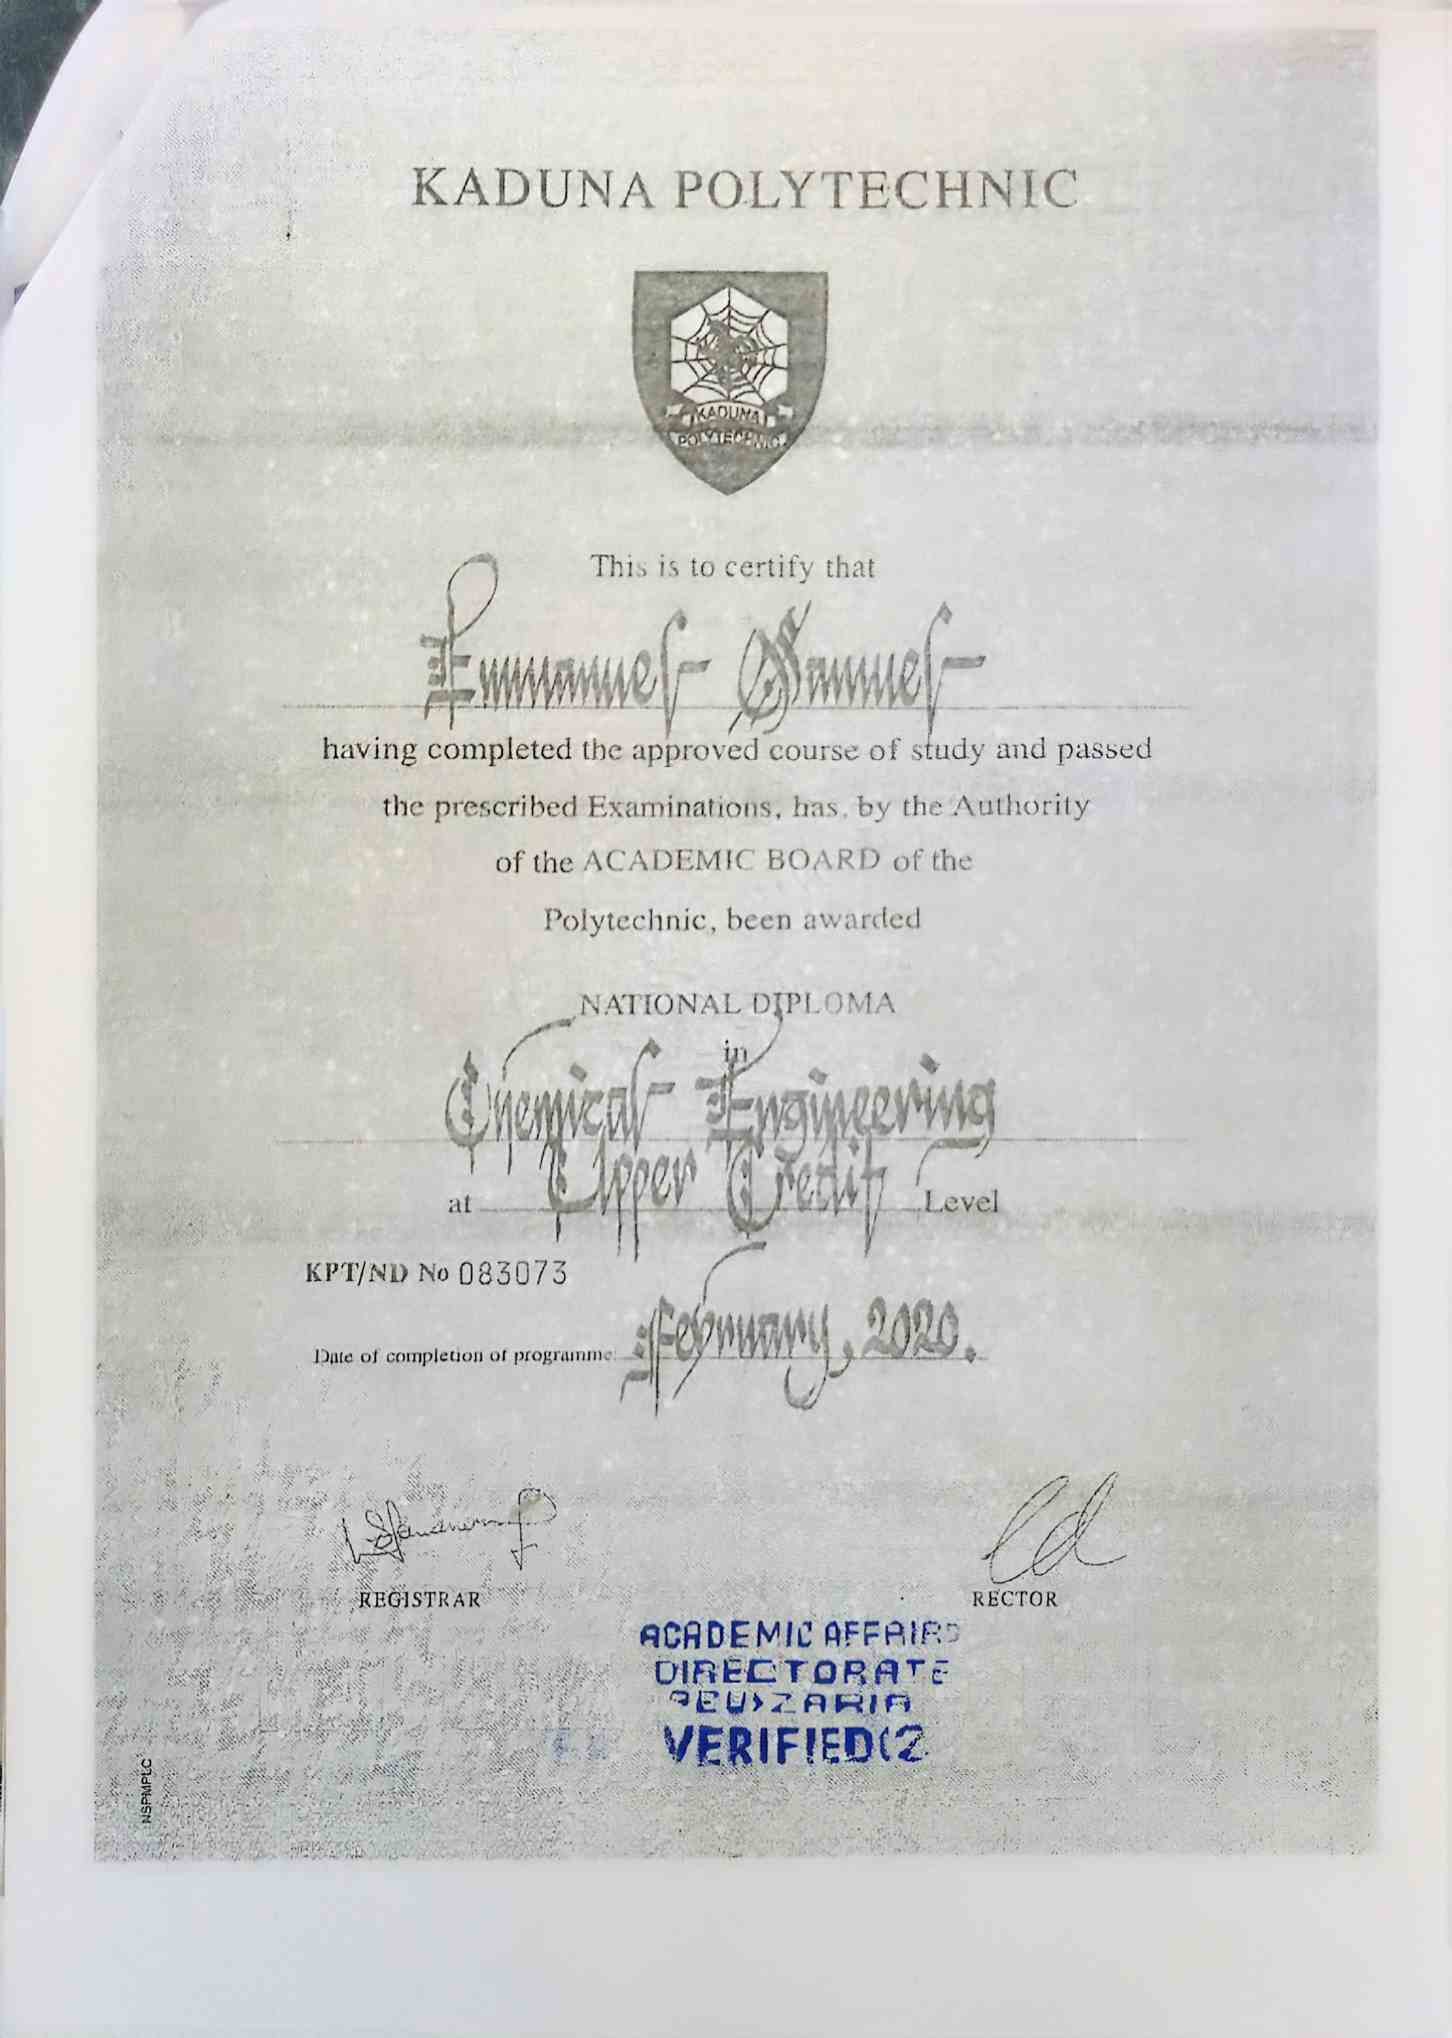 KADUNA POLYTECHNIC
KADUNA
POLYTECHNIC
This is to certify that
Emmanuel Samuel
having completed the approved course of study and passed
the prescribed Examinations, has, by the Authority
of the ACADEMIC BOARD of the
Polytechnic, been awarded
NATIONAL DIPLOMA
in
Chemical Engineering
at Upper Credit Level
KPT/ND No 083073
Date of completion of programme February, 2020.
REGISTRAR
RECTOR
ACADEMIC AFFAIRS
DIRECTORATE
ZARIA
VERIFIED(2
NSPMPLC